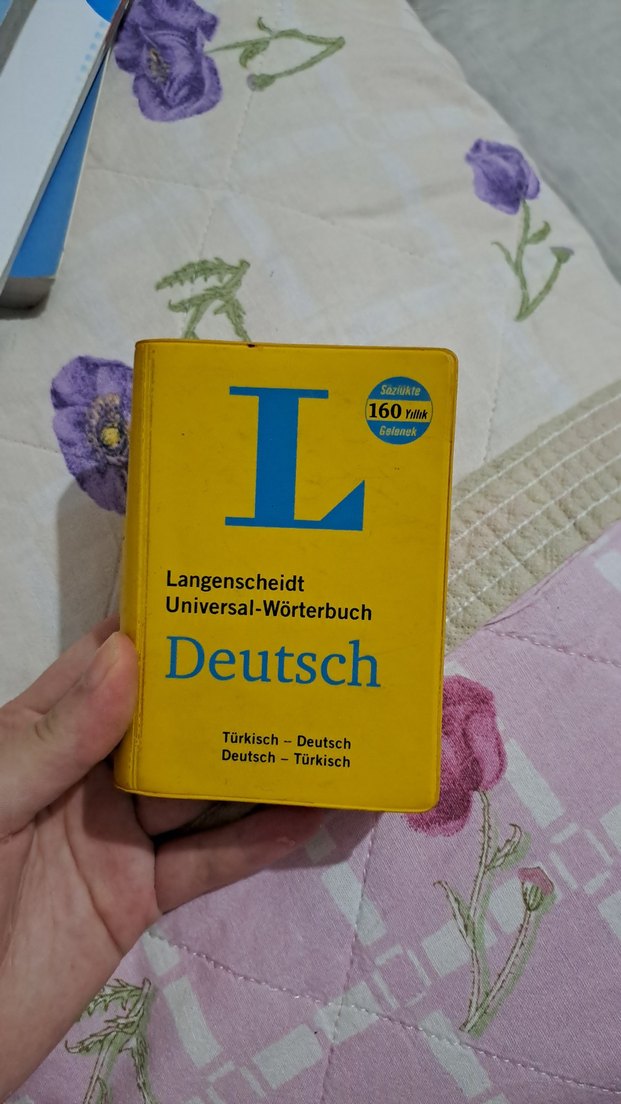 L
Sözlükte
160 Yıllık
Gelenek
Langenscheidt
Universal-Wörterbuch
Deutsch
Türkisch – Deutsch
Deutsch – Türkisch